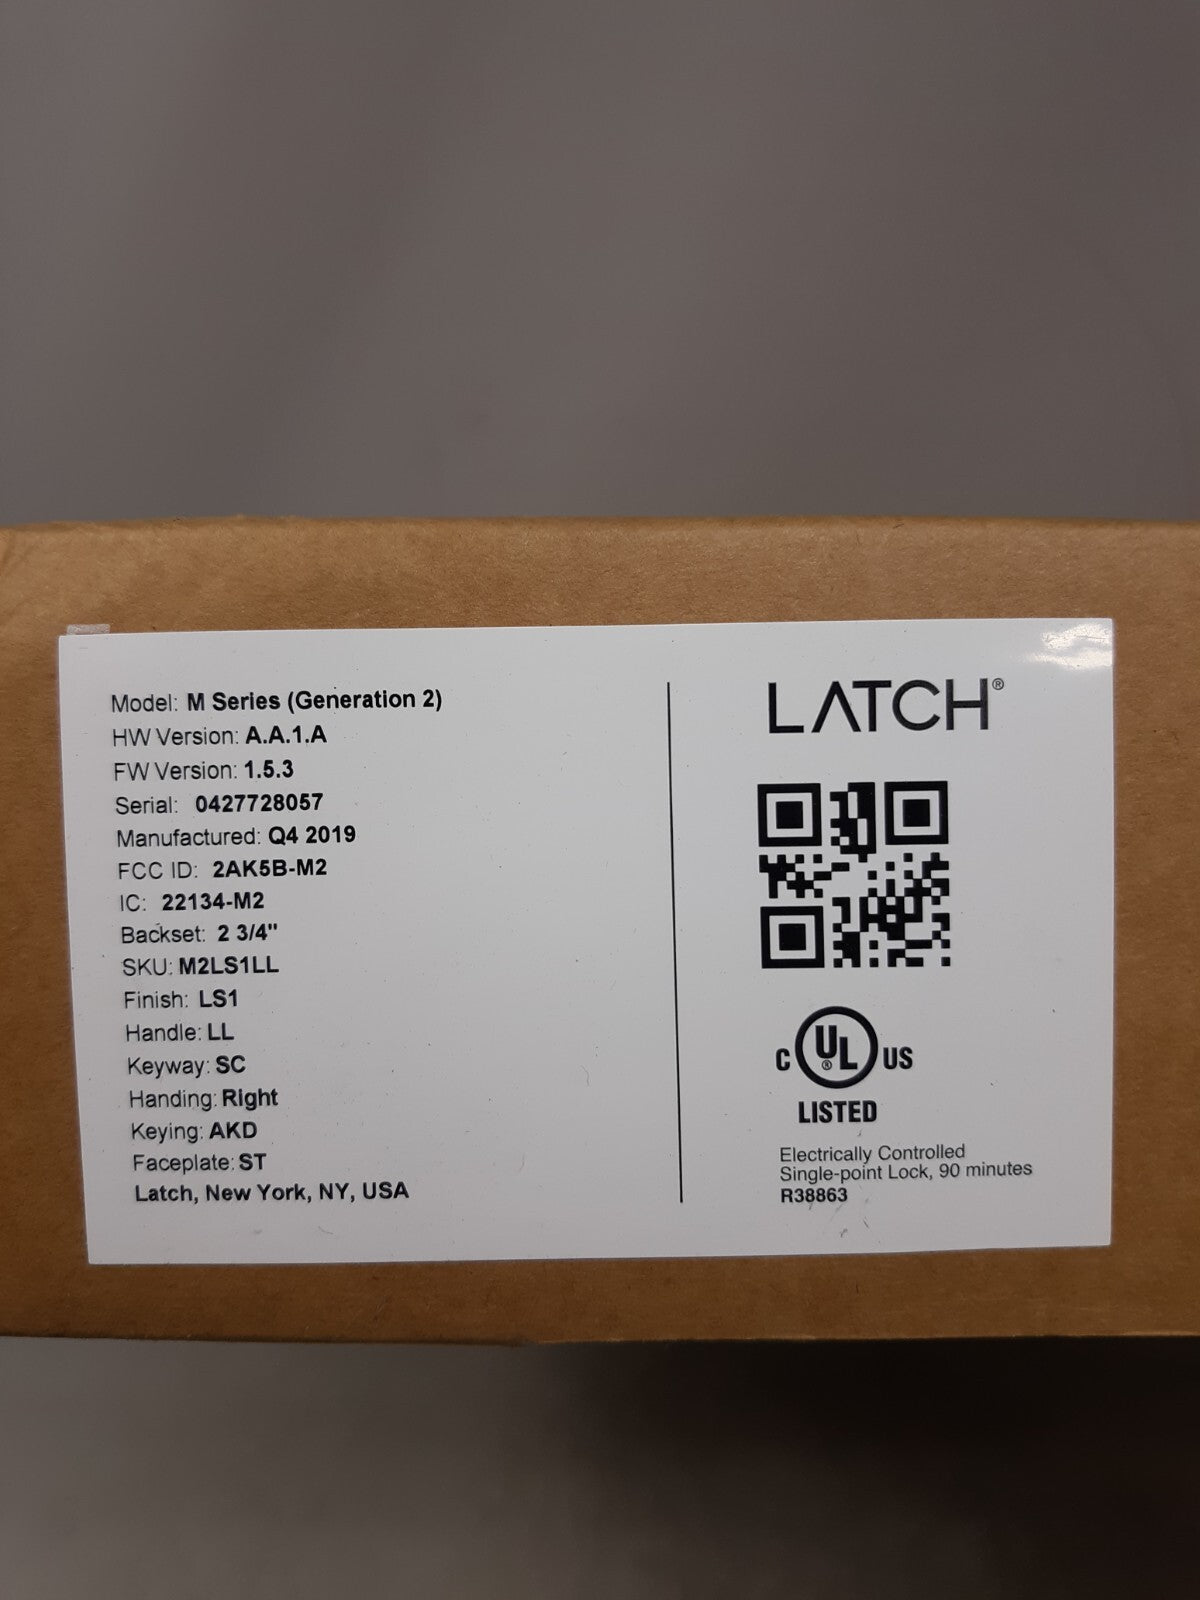 Model: M Series (Generation 2)
HW Version: A.A.1.A
FW Version: 1.5.3
Serial: 0427728057
Manufactured: Q4 2019
FCC ID: 2AK5B-M2
IC: 22134-M2
Backset: 2 3/4"
SKU: M2LS1LL
Finish: LS1
Handle: LL
Keyway: SC
Handing: Right
Keying: AKD
Faceplate: ST
Latch, New York, NY, USA
LATCH®
C UL® US
LISTED
Electrically Controlled
Single-point Lock, 90 minutes
R38863